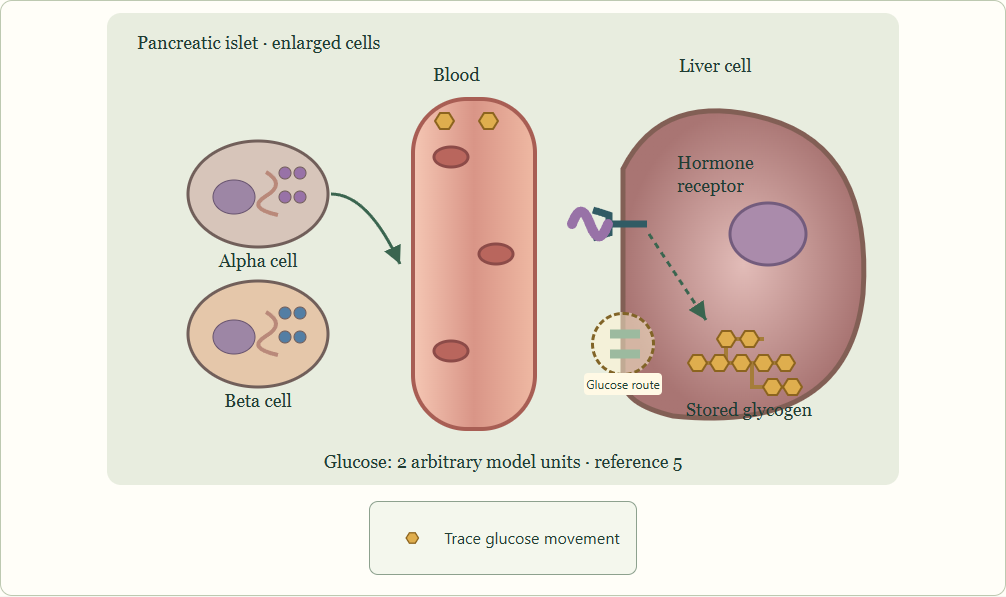 Pancreatic islet · enlarged cells
Blood
Liver cell
Hormone
receptor
Alpha cell
Beta cell
Glucose route
Stored glycogen
Glucose: 2 arbitrary model units · reference 5
Trace glucose movement